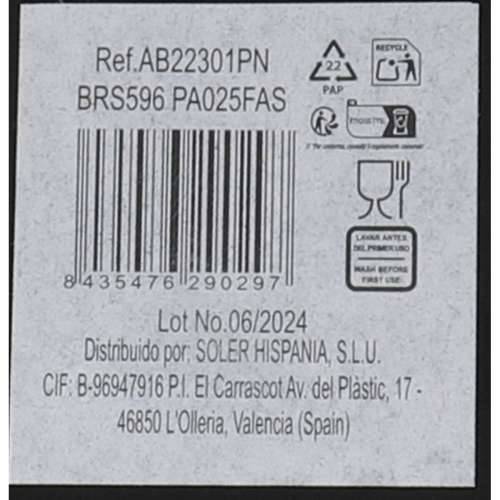 Ref.AB22301PN
BRS596 PA025FAS
RECYCLE
22
PAP
8 435476 290297
LAVAR ANTES
DEL PRIMER USO
WASH BEFORE
FIRST USE
Lot No.06/2024
Distribuido por: SOLER HISPANIA, S.L.U.
CIF: B-96947916 P.I. El Carrascot Av. del Plàstic, 17 -
46850 L'Olleria, Valencia (Spain)